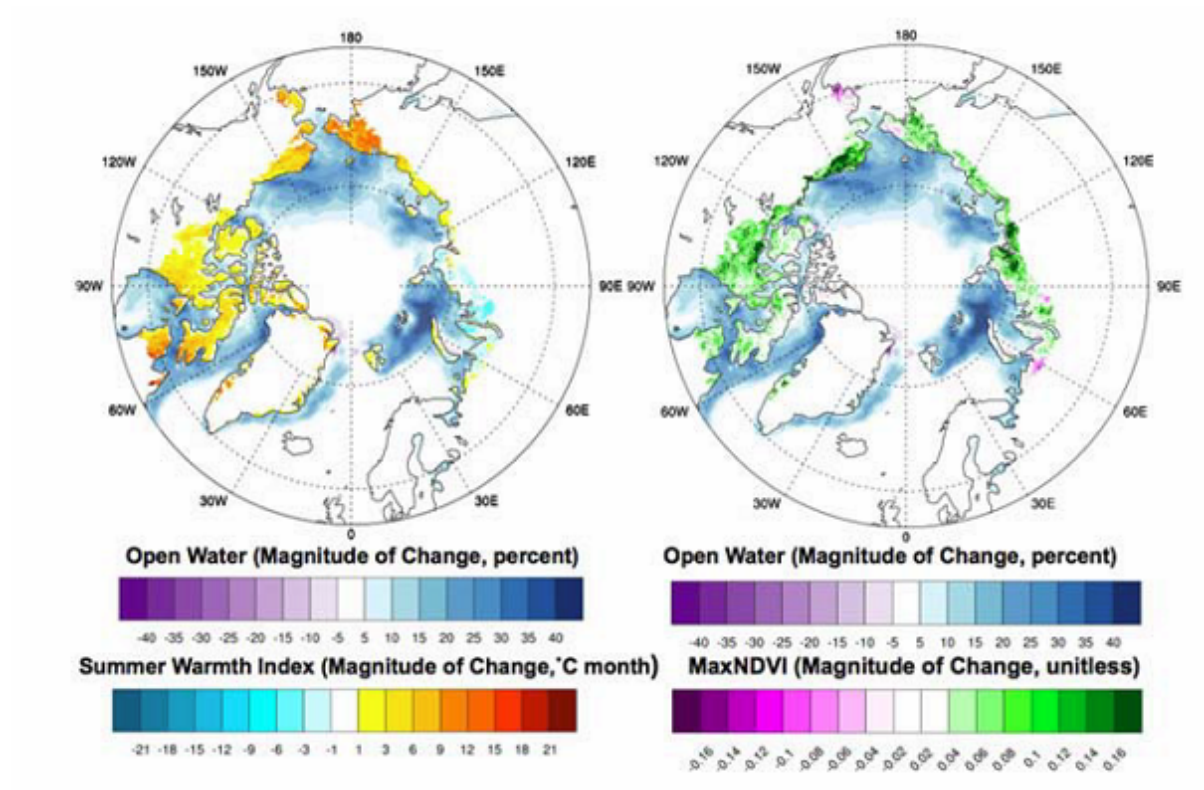 180
150W
150E
120W
120E
90W
90E
60W
60E
30W
30E
0
Open Water (Magnitude of Change, percent)
-40 -35 -30 -25 -20 -15 -10 -5 5 10 15 20 25 30 35 40
Summer Warmth Index (Magnitude of Change,°C month)
-21 -18 -15 -12 -9 -6 -3 -1 1 3 6 9 12 15 18 21
180
150W
150E
120W
120E
90W
90E
60W
60E
30W
30E
0
Open Water (Magnitude of Change, percent)
-40 -35 -30 -25 -20 -15 -10 -5 5 10 15 20 25 30 35 40
MaxNDVI (Magnitude of Change, unitless)
-0.16 -0.14 -0.12 -0.1 -0.08 -0.06 -0.04 -0.02 0.02 0.04 0.06 0.08 0.1 0.12 0.14 0.16